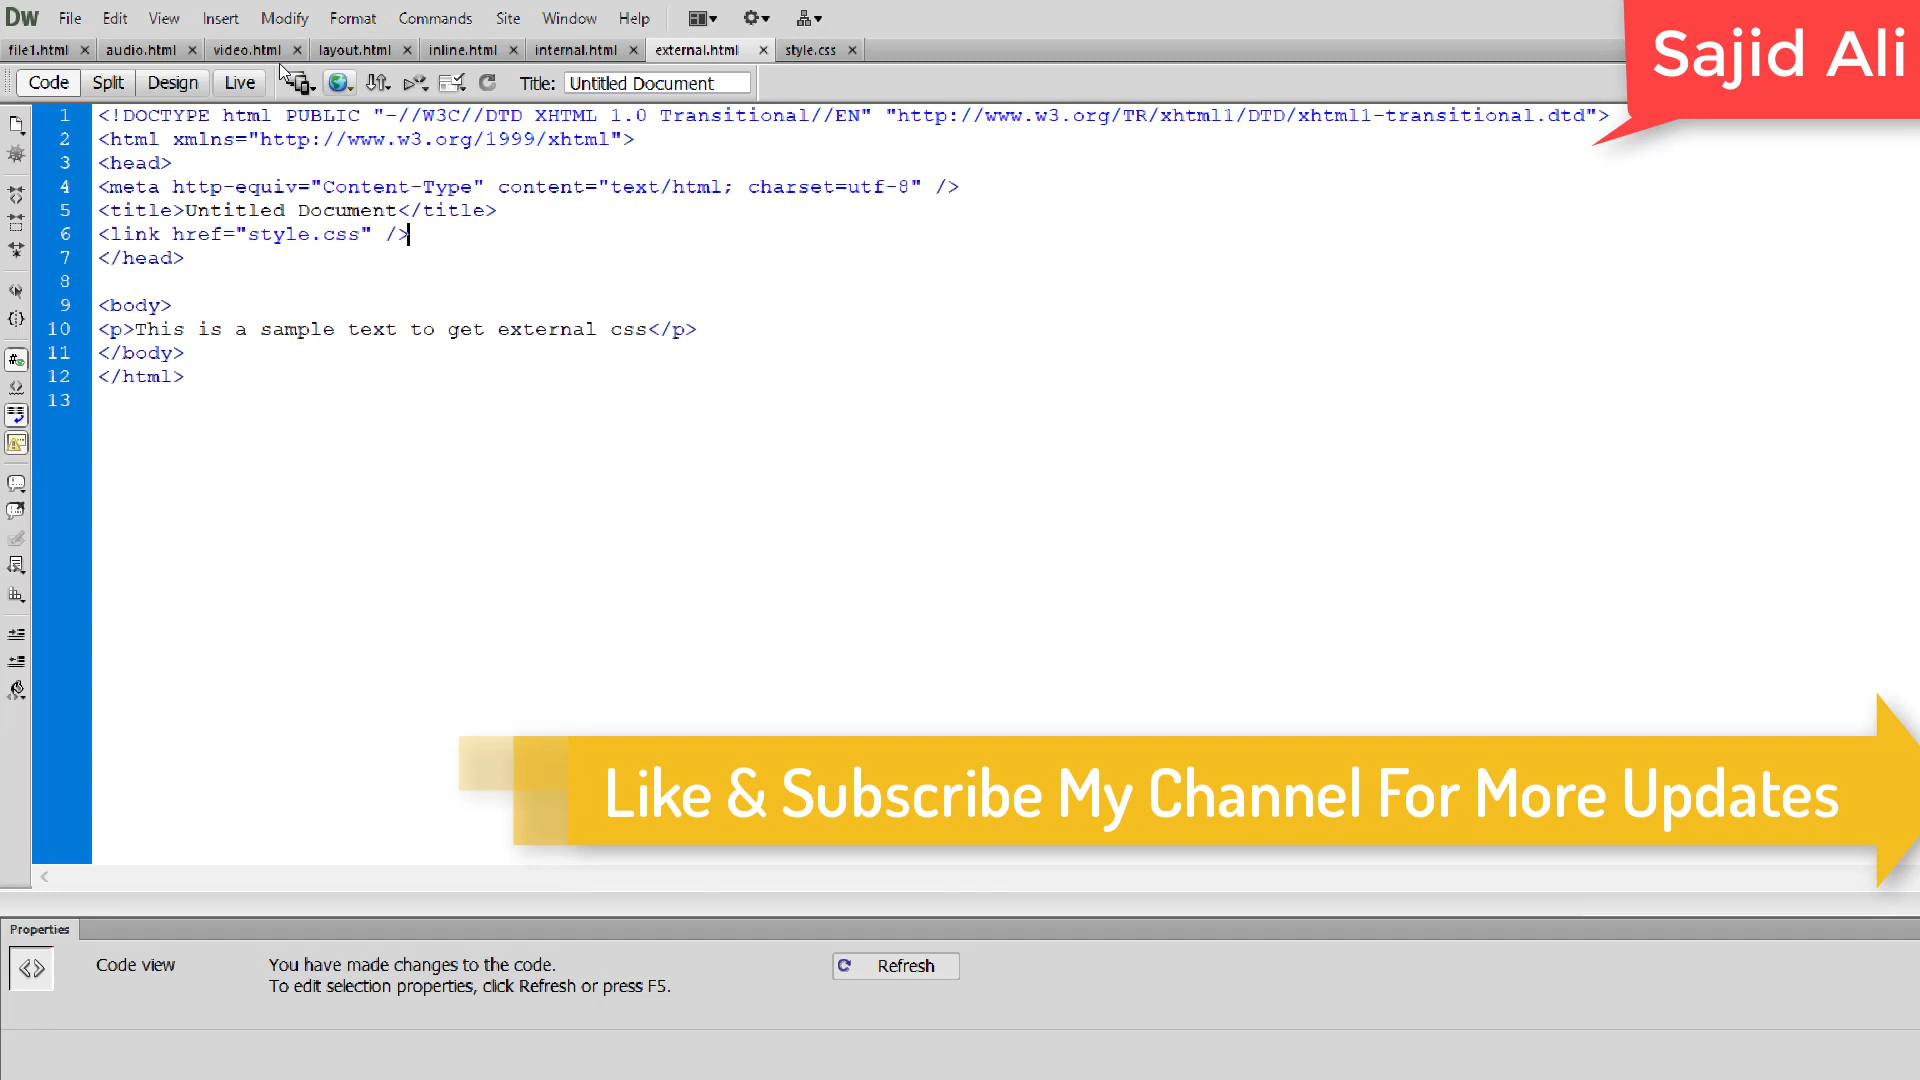 Dw File Edit View Insert Modify Format Commands Site Window Help
file1.html audio.html video.html layout.html inline.html internal.html external.html style.css
Code Split Design Live Title: Untitled Document
Sajid Ali
1 <!DOCTYPE html PUBLIC "-//W3C//DTD XHTML 1.0 Transitional//EN" "http://www.w3.org/TR/xhtml1/DTD/xhtml1-transitional.dtd">
2 <html xmlns="http://www.w3.org/1999/xhtml">
3 <head>
4 <meta http-equiv="Content-Type" content="text/html; charset=utf-8" />
5 <title>Untitled Document</title>
6 <link href="style.css" />
7 </head>
8
9 <body>
10 <p>This is a sample text to get external css</p>
11 </body>
12 </html>
13
Like & Subscribe My Channel For More Updates
Properties
Code view You have made changes to the code. Refresh
To edit selection properties, click Refresh or press F5.